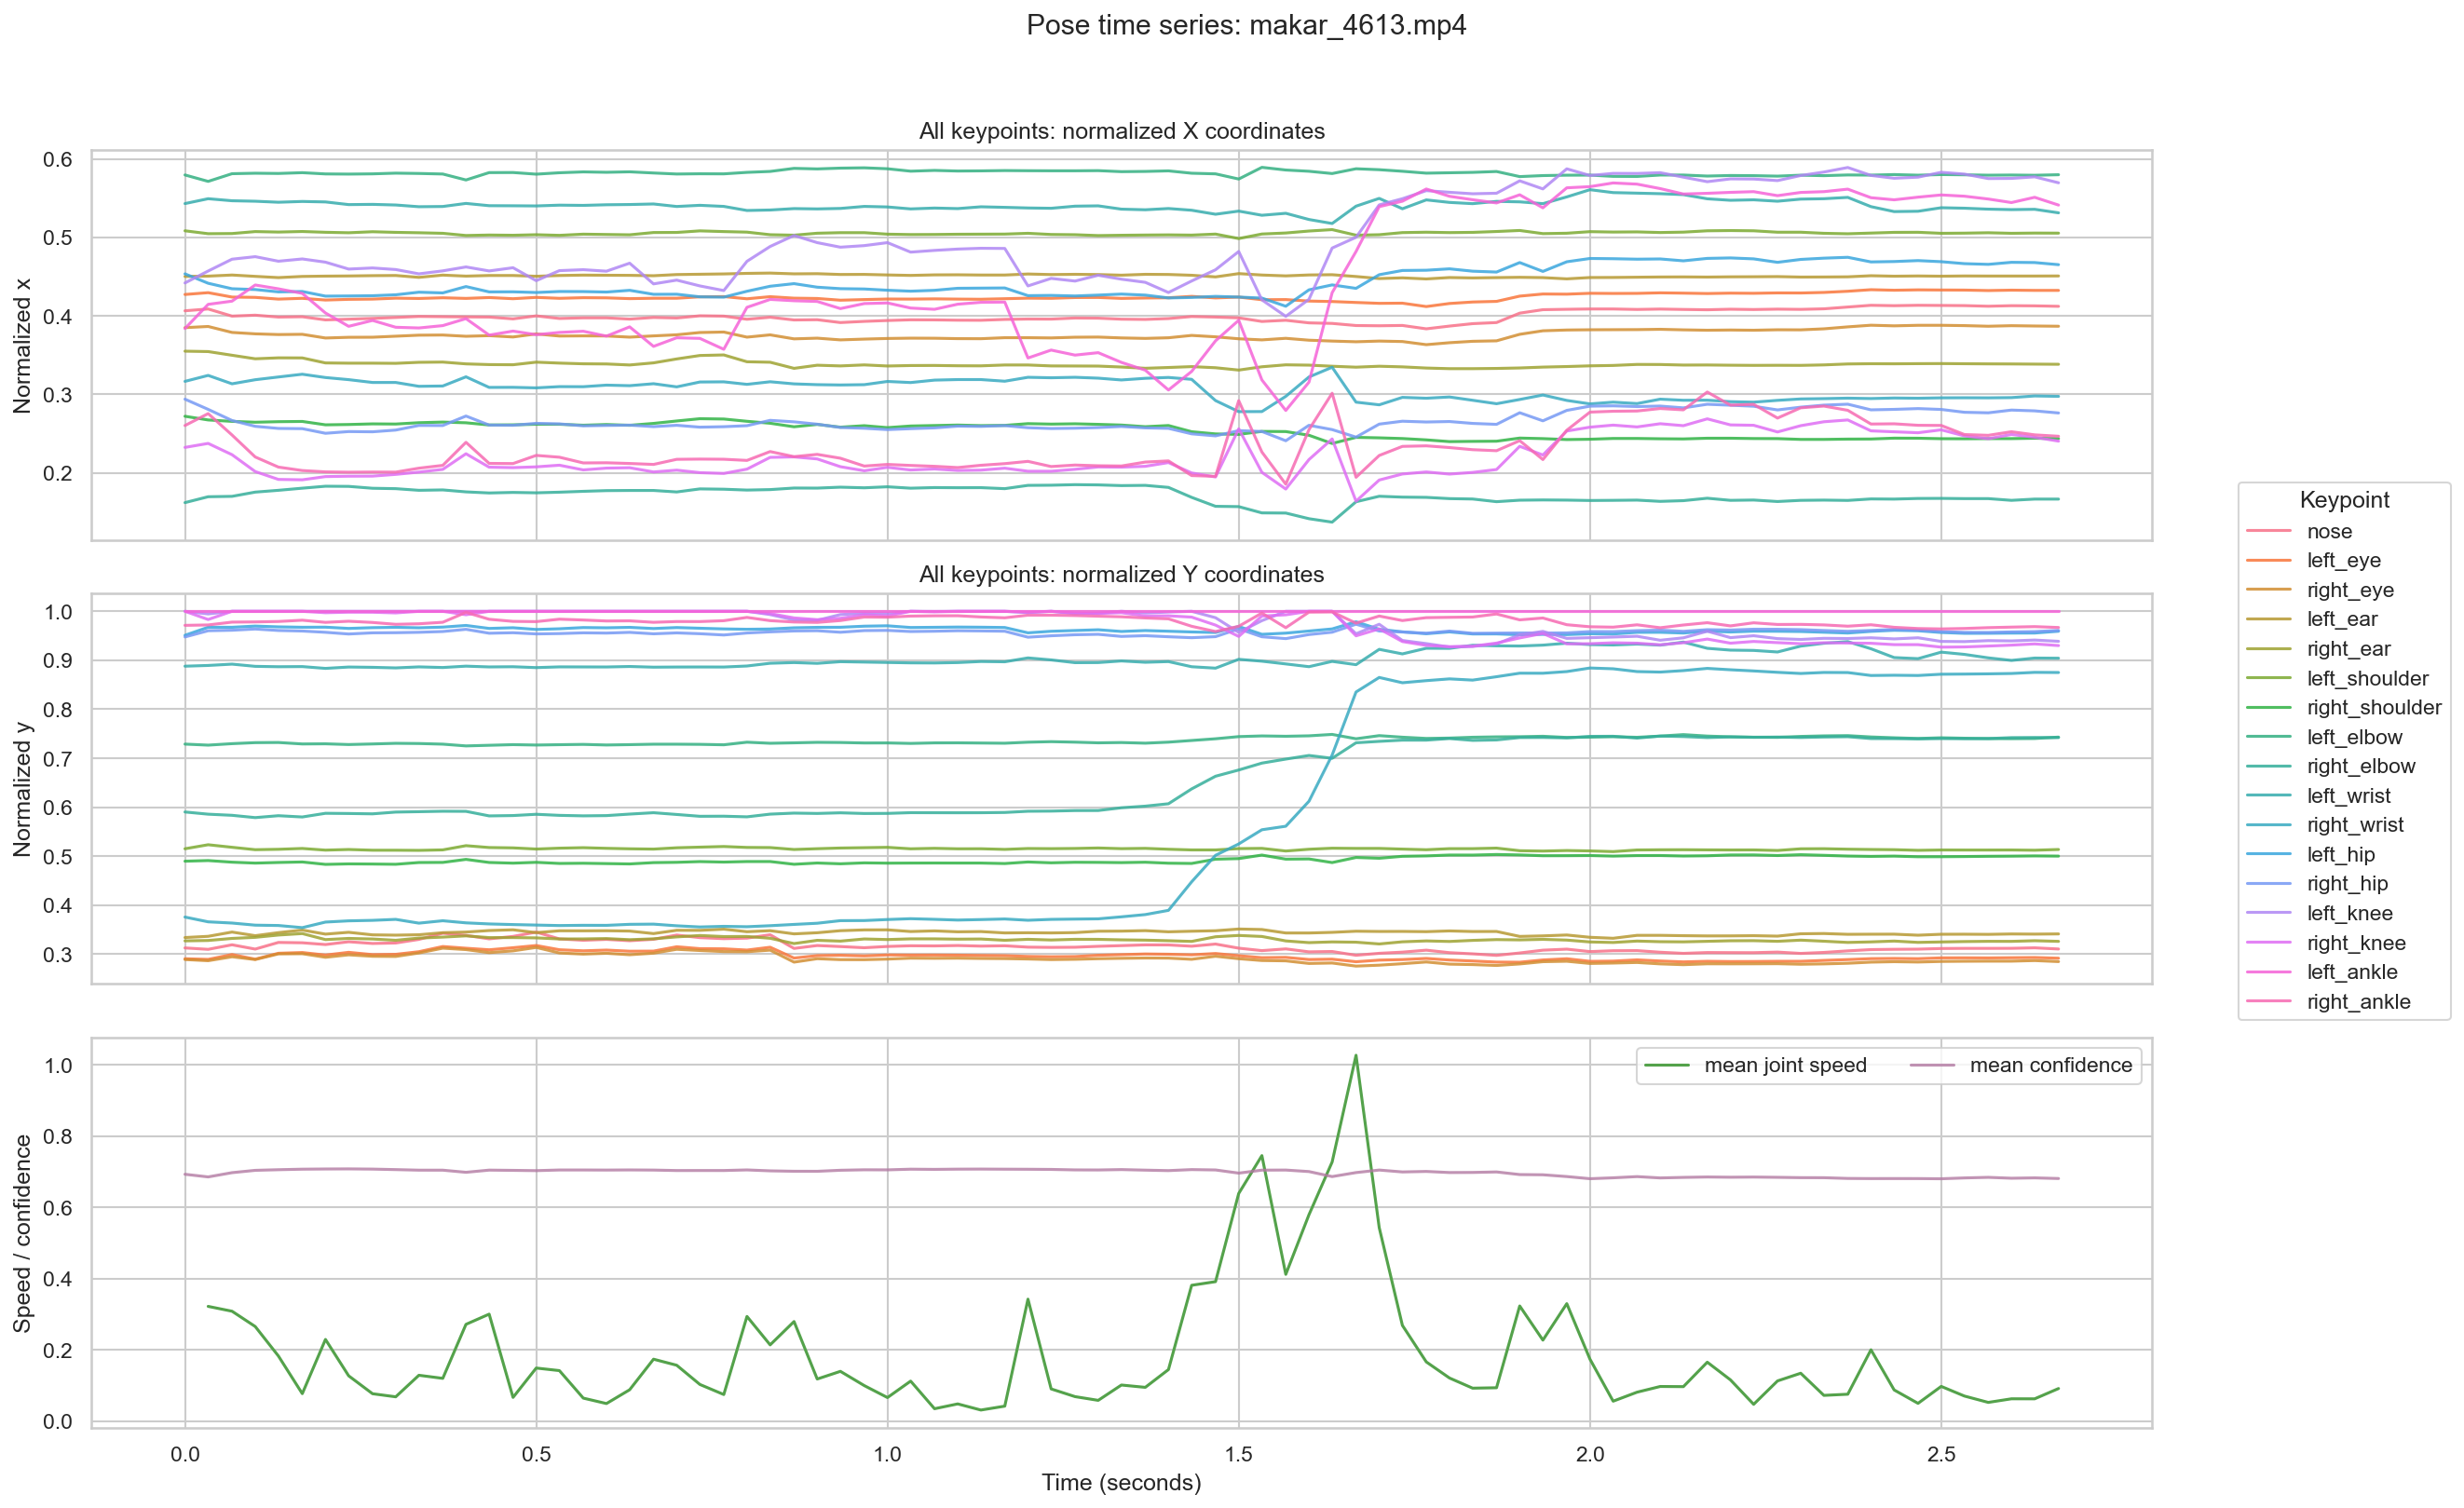 Pose time series: makar_4613.mp4
All keypoints: normalized X coordinates
Normalized x
0.6
0.5
0.4
0.3
0.2
All keypoints: normalized Y coordinates
Normalized y
1.0
0.9
0.8
0.7
0.6
0.5
0.4
0.3
Keypoint
nose
left_eye
right_eye
left_ear
right_ear
left_shoulder
right_shoulder
left_elbow
right_elbow
left_wrist
right_wrist
left_hip
right_hip
left_knee
right_knee
left_ankle
right_ankle
mean joint speed mean confidence
Speed / confidence
1.0
0.8
0.6
0.4
0.2
0.0
0.0 0.5 1.0 1.5 2.0 2.5
Time (seconds)